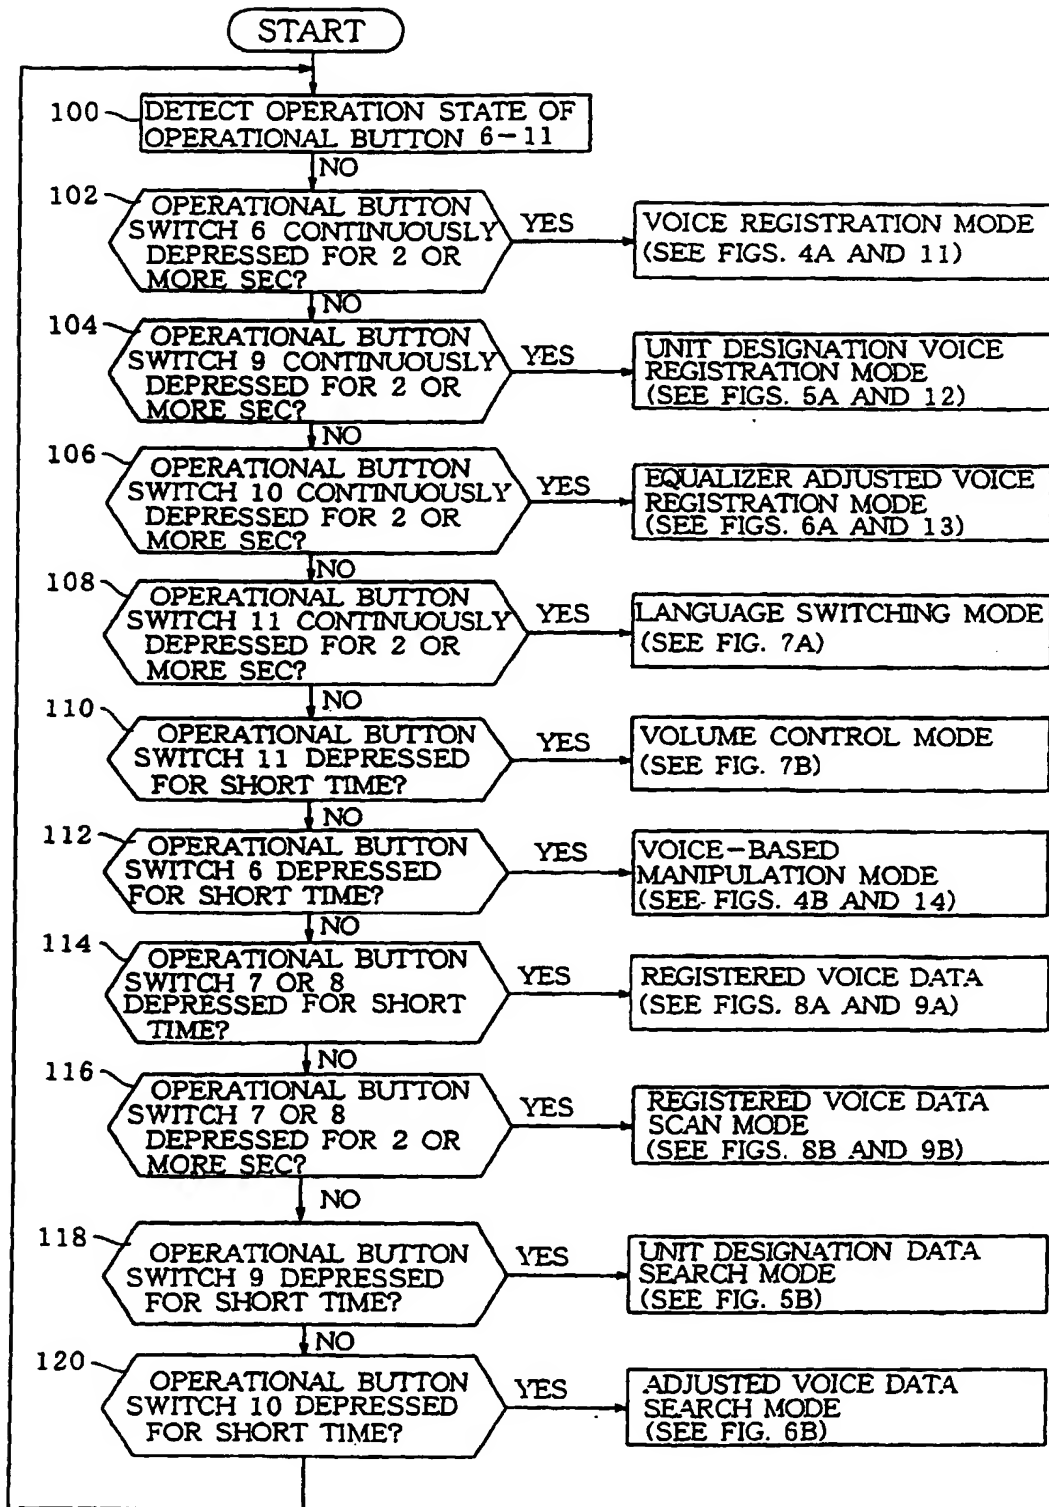 START
100
DETECT OPERATION STATE OF
OPERATIONAL BUTTON 6-11
NO
102
OPERATIONAL BUTTON
SWITCH 6 CONTINUOUSLY
DEPRESSED FOR 2 OR
MORE SEC?
YES
VOICE REGISTRATION MODE
(SEE FIGS. 4A AND 11)
NO
104
OPERATIONAL BUTTON
SWITCH 9 CONTINUOUSLY
DEPRESSED FOR 2 OR
MORE SEC?
YES
UNIT DESIGNATION VOICE
REGISTRATION MODE
(SEE FIGS. 5A AND 12)
NO
106
OPERATIONAL BUTTON
SWITCH 10 CONTINUOUSLY
DEPRESSED FOR 2 OR
MORE SEC?
YES
EQUALIZER ADJUSTED VOICE
REGISTRATION MODE
(SEE FIGS. 6A AND 13)
NO
108
OPERATIONAL BUTTON
SWITCH 11 CONTINUOUSLY
DEPRESSED FOR 2 OR
MORE SEC?
YES
LANGUAGE SWITCHING MODE
(SEE FIG. 7A)
NO
110
OPERATIONAL BUTTON
SWITCH 11 DEPRESSED
FOR SHORT TIME?
YES
VOLUME CONTROL MODE
(SEE FIG. 7B)
NO
112
OPERATIONAL BUTTON
SWITCH 6 DEPRESSED
FOR SHORT TIME?
YES
VOICE-BASED
MANIPULATION MODE
(SEE FIGS. 4B AND 14)
NO
114
OPERATIONAL BUTTON
SWITCH 7 OR 8
DEPRESSED FOR SHORT
TIME?
YES
REGISTERED VOICE DATA
(SEE FIGS. 8A AND 9A)
NO
116
OPERATIONAL BUTTON
SWITCH 7 OR 8
DEPRESSED FOR 2 OR
MORE SEC?
YES
REGISTERED VOICE DATA
SCAN MODE
(SEE FIGS. 8B AND 9B)
NO
118
OPERATIONAL BUTTON
SWITCH 9 DEPRESSED
FOR SHORT TIME?
YES
UNIT DESIGNATION DATA
SEARCH MODE
(SEE FIG. 5B)
NO
120
OPERATIONAL BUTTON
SWITCH 10 DEPRESSED
FOR SHORT TIME?
YES
ADJUSTED VOICE DATA
SEARCH MODE
(SEE FIG. 6B)